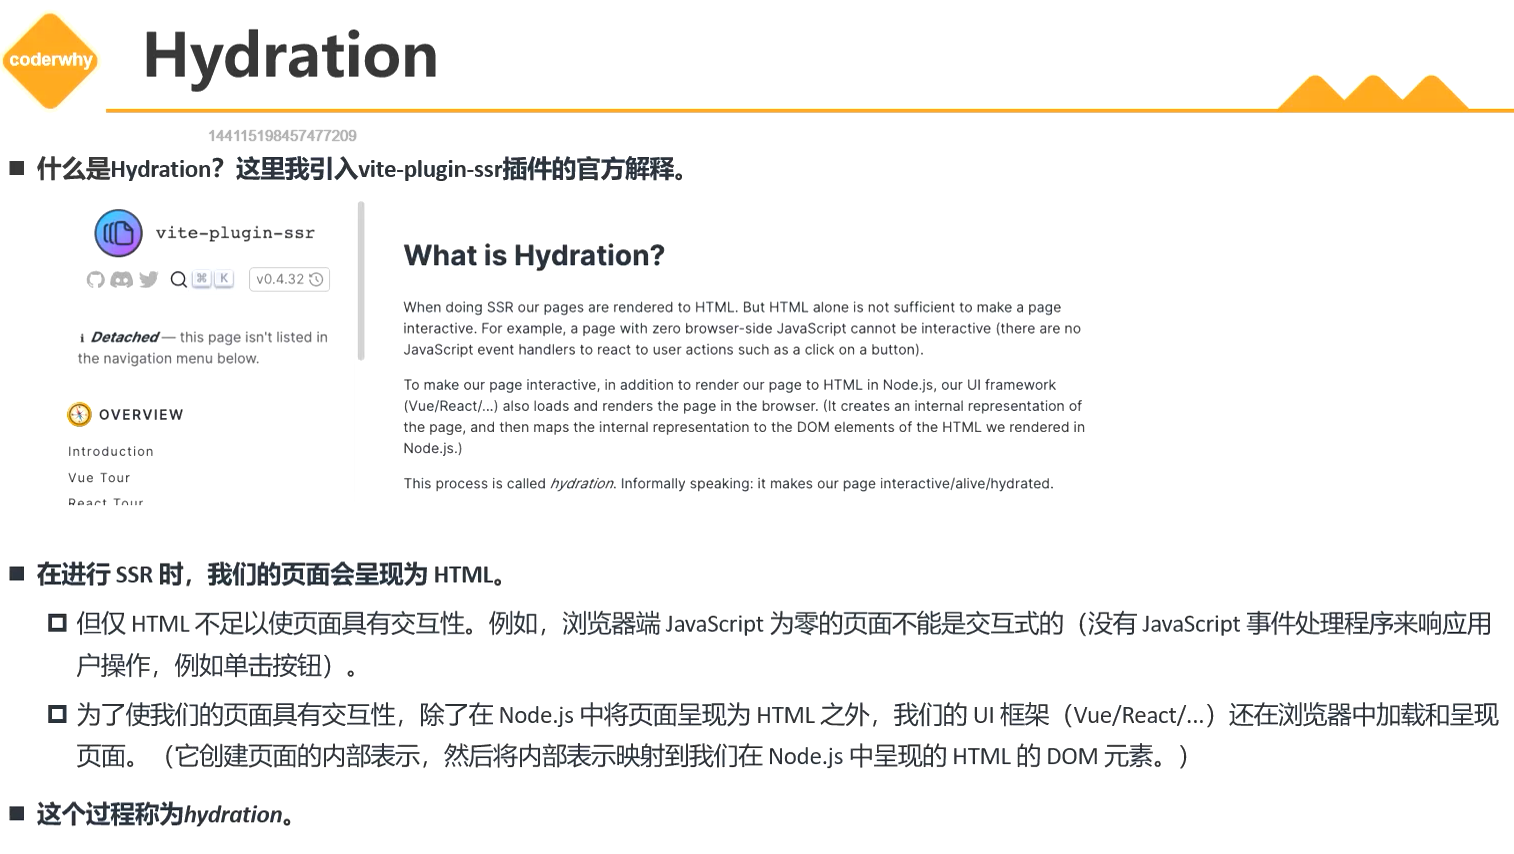 coderwhy
Hydration
144115198457477209
什么是Hydration？这里我引入vite-plugin-ssr插件的官方解释。
vite-plugin-ssr
⌘ K v0.4.32
i Detached — this page isn't listed in
the navigation menu below.
OVERVIEW
Introduction
Vue Tour
React Tour
What is Hydration?
When doing SSR our pages are rendered to HTML. But HTML alone is not sufficient to make a page
interactive. For example, a page with zero browser-side JavaScript cannot be interactive (there are no
JavaScript event handlers to react to user actions such as a click on a button).
To make our page interactive, in addition to render our page to HTML in Node.js, our UI framework
(Vue/React/...) also loads and renders the page in the browser. (It creates an internal representation of
the page, and then maps the internal representation to the DOM elements of the HTML we rendered in
Node.js.)
This process is called hydration. Informally speaking: it makes our page interactive/alive/hydrated.
在进行 SSR 时，我们的页面会呈现为 HTML。
但仅 HTML 不足以使页面具有交互性。例如，浏览器端 JavaScript 为零的页面不能是交互式的（没有 JavaScript 事件处理程序来响应用
户操作，例如单击按钮）。
为了使我们的页面具有交互性，除了在 Node.js 中将页面呈现为 HTML 之外，我们的 UI 框架（Vue/React/...）还在浏览器中加载和呈现
页面。（它创建页面的内部表示，然后将内部表示映射到我们在 Node.js 中呈现的 HTML 的 DOM 元素。）
这个过程称为hydration。